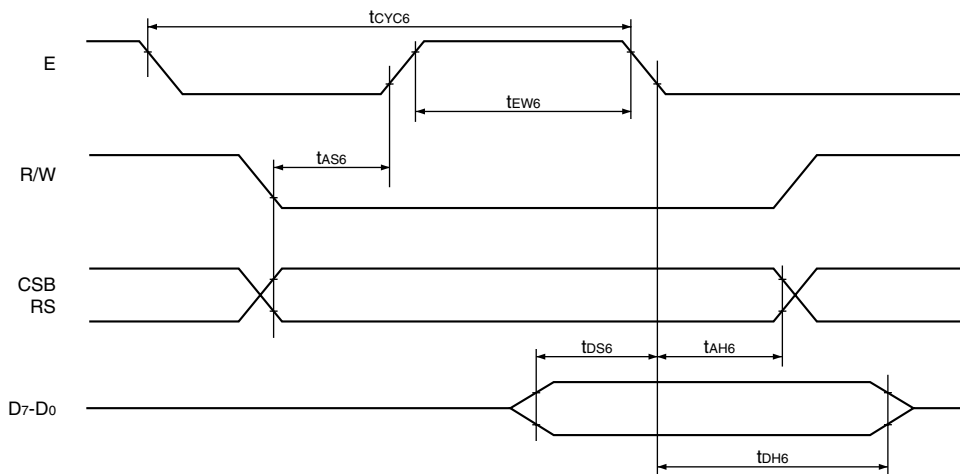 tCYC6
E
tEW6
tAS6
R/W
CSB
RS
tDS6
tAH6
D7-D0
tDH6